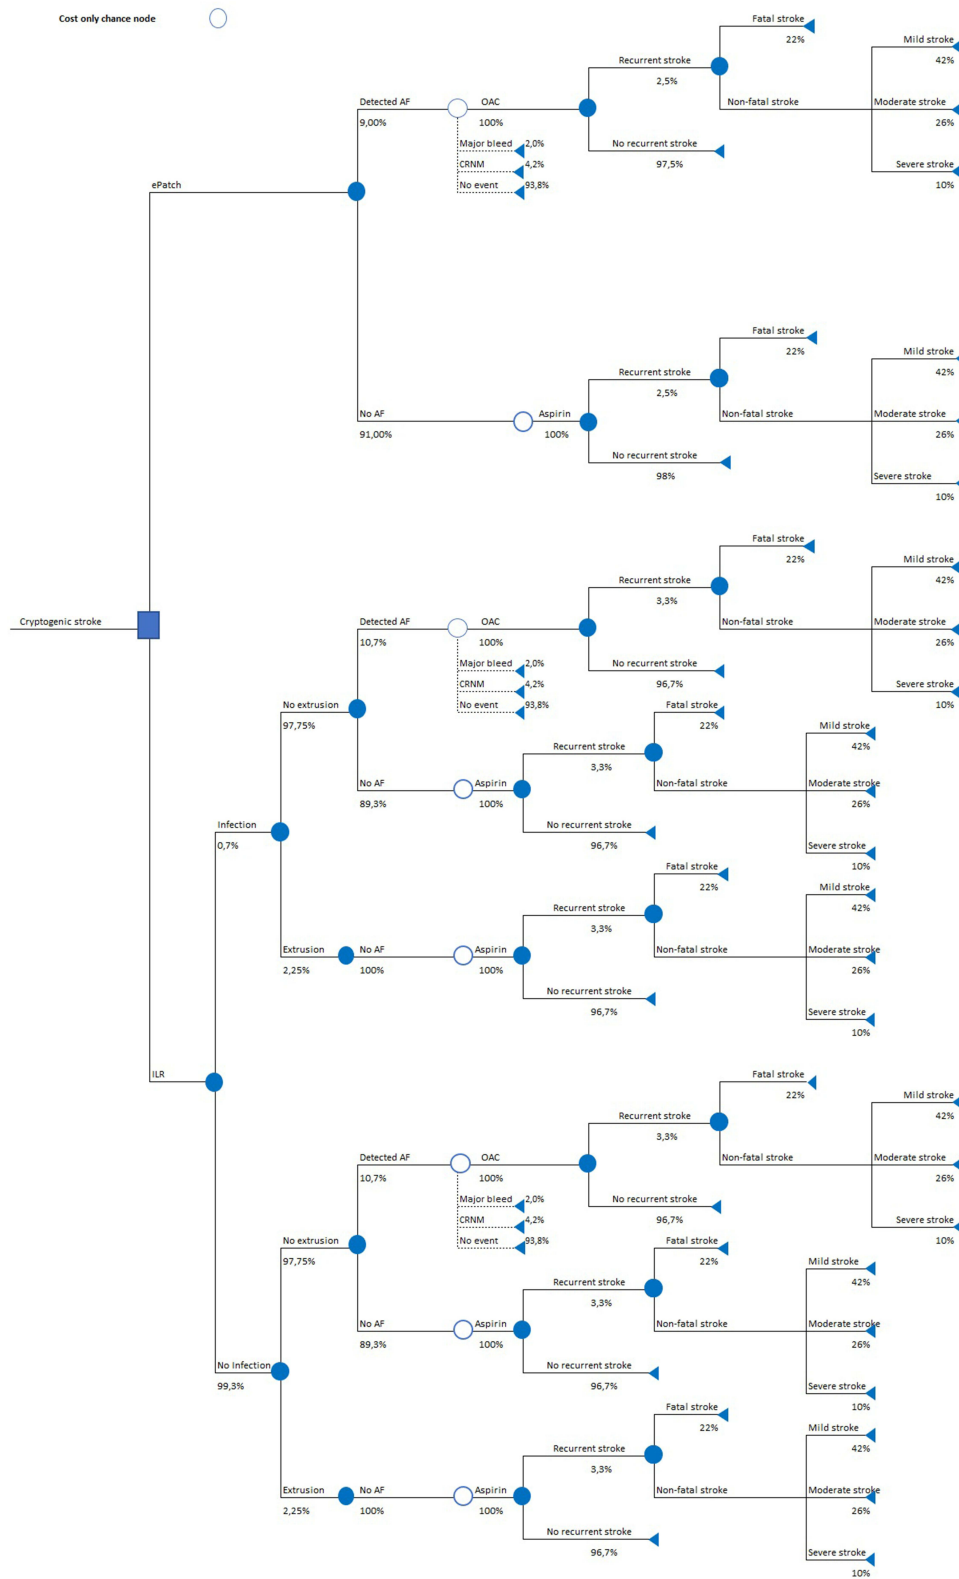 Cost only chance node
Fatal stroke
22%
Mild stroke
42%
Recurrent stroke
2,5%
Non-fatal stroke
Moderate stroke
26%
Detected AF
9,00%
OAC
100%
Major bleed
2,0%
CRNM
4,2%
No event
93,8%
No recurrent stroke
97,5%
Severe stroke
10%
ePatch
Fatal stroke
22%
Mild stroke
42%
Recurrent stroke
2,5%
Non-fatal stroke
Moderate stroke
26%
No AF
91,00%
Aspirin
100%
No recurrent stroke
98%
Severe stroke
10%
Cryptogenic stroke
Fatal stroke
22%
Mild stroke
42%
Recurrent stroke
3,3%
Non-fatal stroke
Moderate stroke
26%
Detected AF
10,7%
OAC
100%
Major bleed
2,0%
CRNM
4,2%
No event
93,8%
No recurrent stroke
96,7%
Severe stroke
10%
No extrusion
97,75%
Fatal stroke
22%
Mild stroke
42%
Recurrent stroke
3,3%
Non-fatal stroke
Moderate stroke
26%
No AF
89,3%
Aspirin
100%
No recurrent stroke
96,7%
Severe stroke
10%
Infection
0,7%
Fatal stroke
22%
Mild stroke
42%
Recurrent stroke
3,3%
Non-fatal stroke
Moderate stroke
26%
Extrusion
2,25%
No AF
100%
Aspirin
100%
No recurrent stroke
96,7%
Severe stroke
10%
ILR
Fatal stroke
22%
Mild stroke
42%
Recurrent stroke
3,3%
Non-fatal stroke
Moderate stroke
26%
Detected AF
10,7%
OAC
100%
Major bleed
2,0%
CRNM
4,2%
No event
93,8%
No recurrent stroke
96,7%
Severe stroke
10%
No extrusion
97,75%
Fatal stroke
22%
Mild stroke
42%
Recurrent stroke
3,3%
Non-fatal stroke
Moderate stroke
26%
No AF
89,3%
Aspirin
100%
No recurrent stroke
96,7%
Severe stroke
10%
No Infection
99,3%
Fatal stroke
22%
Mild stroke
42%
Recurrent stroke
3,3%
Non-fatal stroke
Moderate stroke
26%
Extrusion
2,25%
No AF
100%
Aspirin
100%
No recurrent stroke
96,7%
Severe stroke
10%